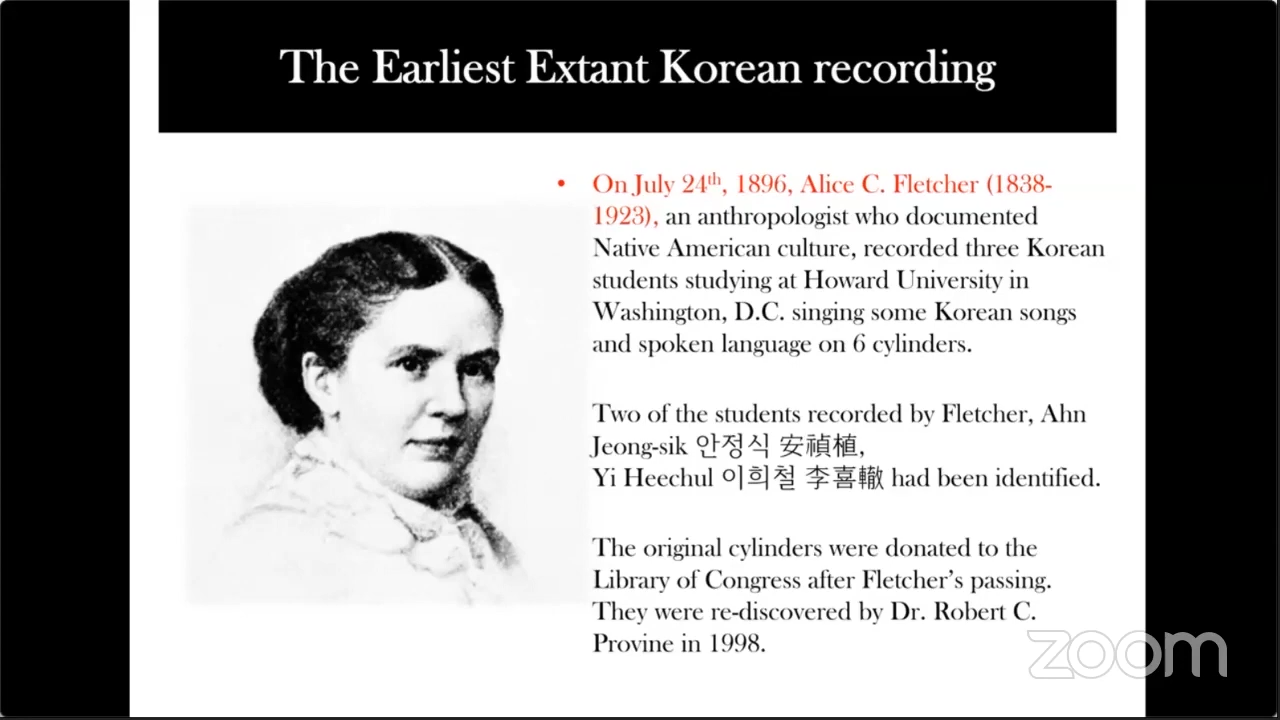 The Earliest Extant Korean recording
• On July 24th, 1896, Alice C. Fletcher (1838-
1923), an anthropologist who documented
Native American culture, recorded three Korean
students studying at Howard University in
Washington, D.C. singing some Korean songs
and spoken language on 6 cylinders.
Two of the students recorded by Fletcher, Ahn
Jeong-sik 안정식 安禎植,
Yi Heechul 이희철 李喜轍 had been identified.
The original cylinders were donated to the
Library of Congress after Fletcher’s passing.
They were re-discovered by Dr. Robert C.
Provine in 1998.
zoom